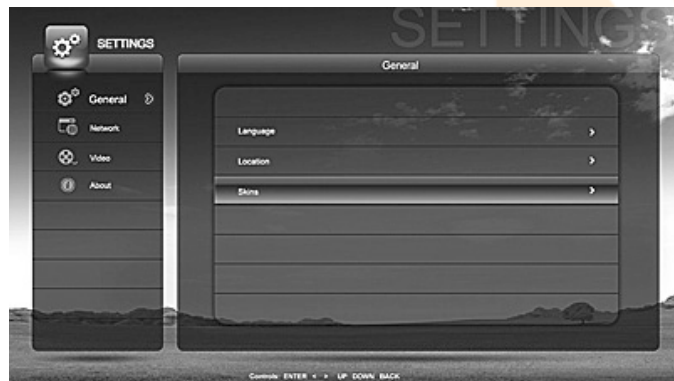 SETTINGS
SETTINGS
General
General
Network
Video
About
Language
Location
Skins
Controls: ENTER < > UP DOWN BACK